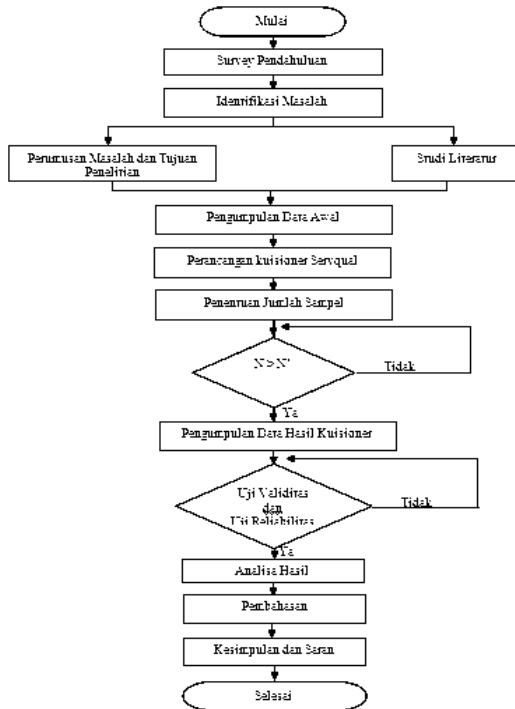 Mulai
Survey Pendahuluan
Identifikasi Masalah
Perumusan Masalah dan Tujuan
Penelitian
Studi Literatur
Pengumpulan Data Awal
Perancangan kuisioner Servqual
Penentuan Jumlah Sampel
N > N'
Tidak
Ya
Pengumpulan Data Hasil Kuisioner
Uji Validitas
dan
Uji Reliabilitas
Tidak
Ya
Analisa Hasil
Pembahasan
Kesimpulan dan Saran
Selesai